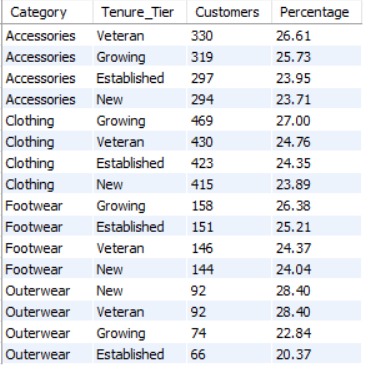 Category Tenure_Tier Customers Percentage
Accessories Veteran 330 26.61
Accessories Growing 319 25.73
Accessories Established 297 23.95
Accessories New 294 23.71
Clothing Growing 469 27.00
Clothing Veteran 430 24.76
Clothing Established 423 24.35
Clothing New 415 23.89
Footwear Growing 158 26.38
Footwear Established 151 25.21
Footwear Veteran 146 24.37
Footwear New 144 24.04
Outerwear New 92 28.40
Outerwear Veteran 92 28.40
Outerwear Growing 74 22.84
Outerwear Established 66 20.37